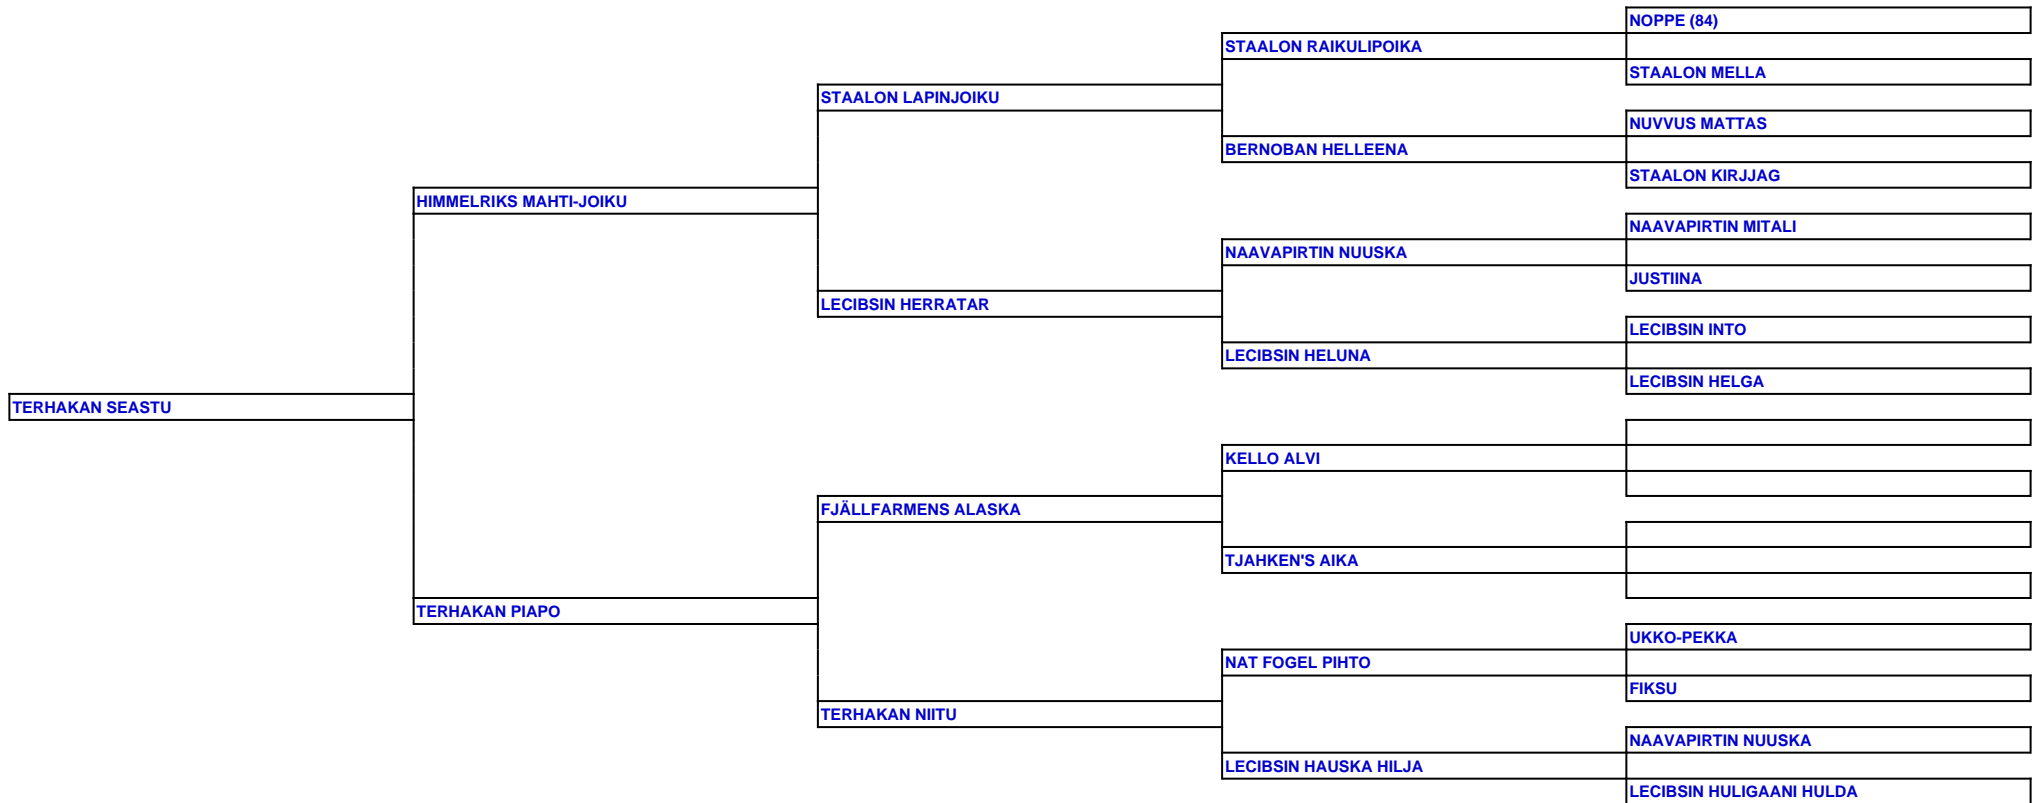 NOPPE (84)
STAALON RAIKULIPOIKA
STAALON MELLA
STAALON LAPINJOIKU
NUVVUS MATTAS
BERNOBAN HELLEENA
STAALON KIRJJAG
HIMMELRIKS MAHTI-JOIKU
NAAVAPIRTIN MITALI
NAAVAPIRTIN NUUSKA
JUSTIINA
LECIBSIN HERRATAR
LECIBSIN INTO
LECIBSIN HELUNA
LECIBSIN HELGA
TERHAKAN SEASTU
KELLO ALVI
FJÄLLFARMENS ALASKA
TJAHKEN'S AIKA
TERHAKAN PIAPO
UKKO-PEKKA
NAT FOGEL PIHTO
FIKSU
TERHAKAN NIITU
NAAVAPIRTIN NUUSKA
LECIBSIN HAUSKA HILJA
LECIBSIN HULIGAANI HULDA